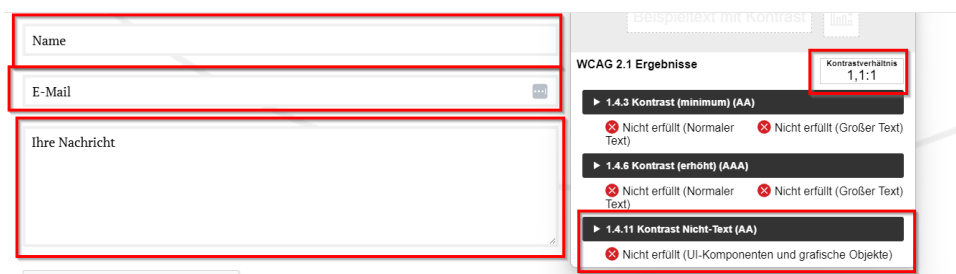 Name
E-Mail
Ihre Nachricht
Beispieltext mit Kontrast
WCAG 2.1 Ergebnisse
Kontrastverhältnis
1,1:1
1.4.3 Kontrast (minimum) (AA)
Nicht erfüllt (Normaler Text)
Nicht erfüllt (Großer Text)
1.4.6 Kontrast (erhöht) (AAA)
Nicht erfüllt (Normaler Text)
Nicht erfüllt (Großer Text)
1.4.11 Kontrast Nicht-Text (AA)
Nicht erfüllt (UI-Komponenten und grafische Objekte)